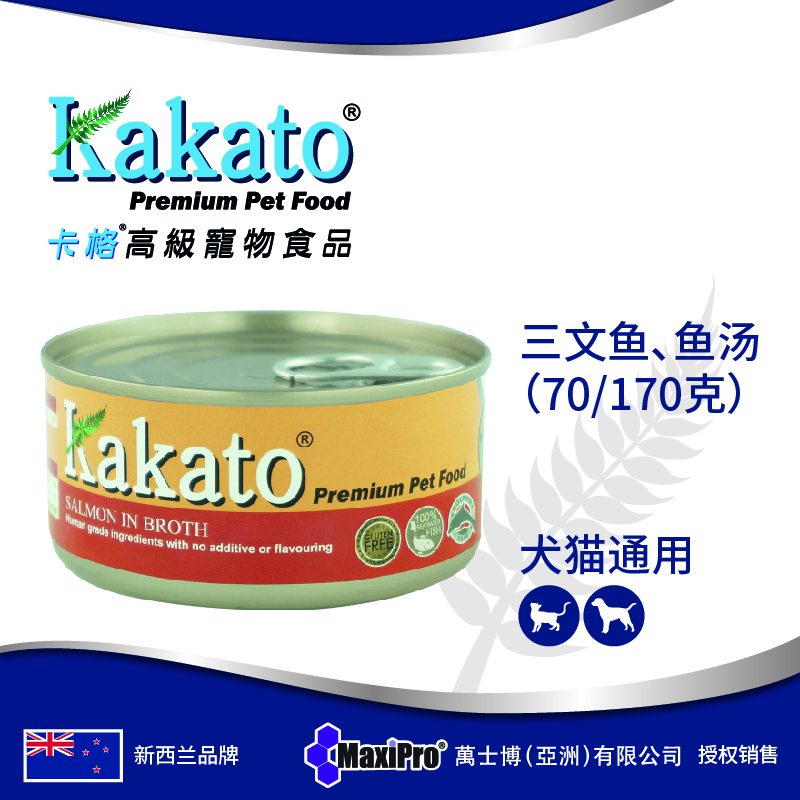 Kakato®
Premium Pet Food
卡格®高級寵物食品
三文鱼、鱼汤
（70/170克）
犬猫通用
Kakato®
Premium Pet Food
SALMON IN BROTH
Human grade ingredients with no additive or flavouring
GLUTEN
FREE
100%
FISH
新西兰品牌
MaxiPro®
萬士博（亞洲）有限公司
授权销售